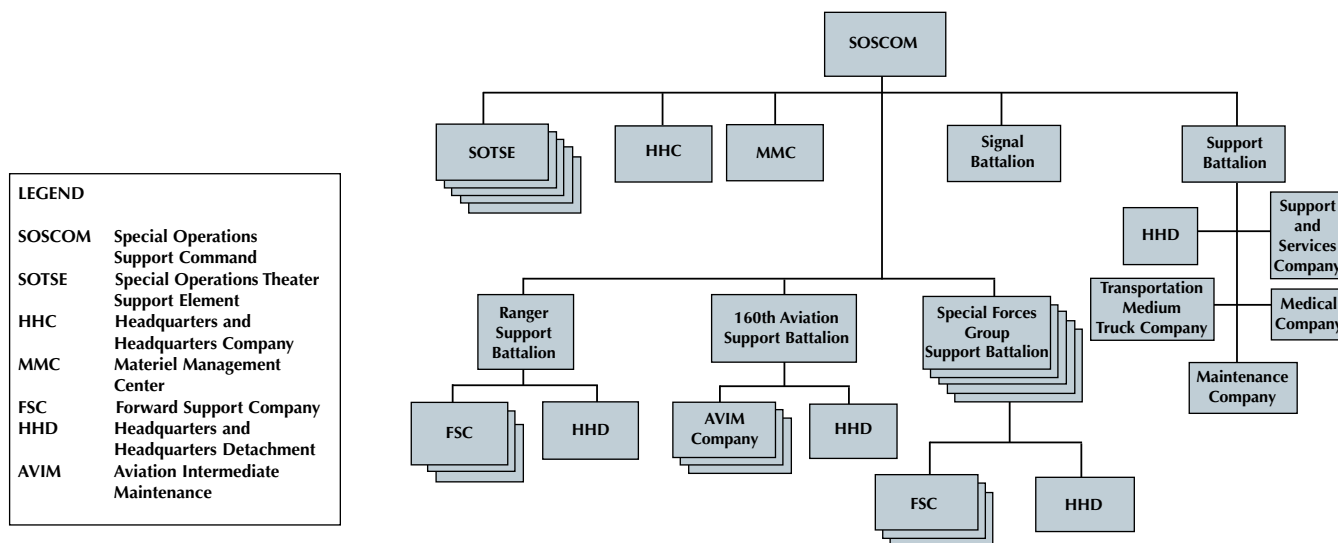 SOSCOM
SOTSE
HHC
MMC
Signal
Battalion
Support
Battalion
HHD
Support
and
Services
Company
Transportation
Medium
Truck Company
Medical
Company
Maintenance
Company
Ranger
Support
Battalion
160th Aviation
Support Battalion
Special Forces
Group
Support Battalion
FSC
HHD
AVIM
Company
HHD
FSC
HHD
LEGEND
SOSCOM Special Operations
Support Command
SOTSE Special Operations Theater
Support Element
HHC Headquarters and
Headquarters Company
MMC Materiel Management
Center
FSC Forward Support Company
HHD Headquarters and
Headquarters Detachment
AVIM Aviation Intermediate
Maintenance